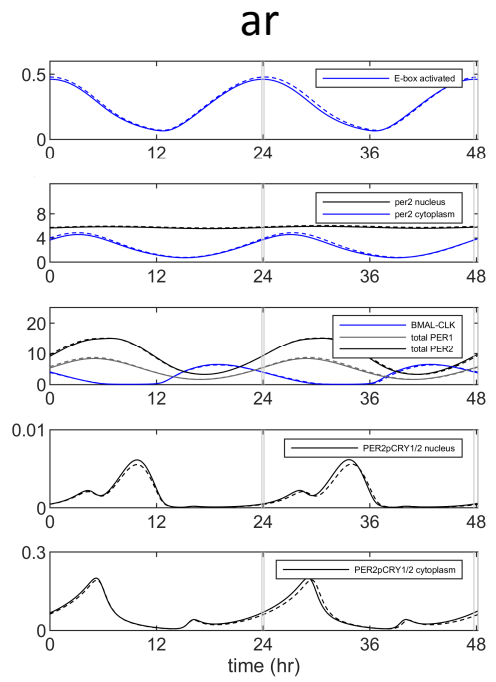 ar
0.5
E-box activated
0
0 12 24 36 48
8
per2 nucleus
4
per2 cytoplasm
0
0 12 24 36 48
20
BMAL-CLK
total PER1
10
total PER2
0
0 12 24 36 48
0.01
PER2pCRY1/2 nucleus
0
0 12 24 36 48
0.3
PER2pCRY1/2 cytoplasm
0
0 12 24 36 48
time (hr)